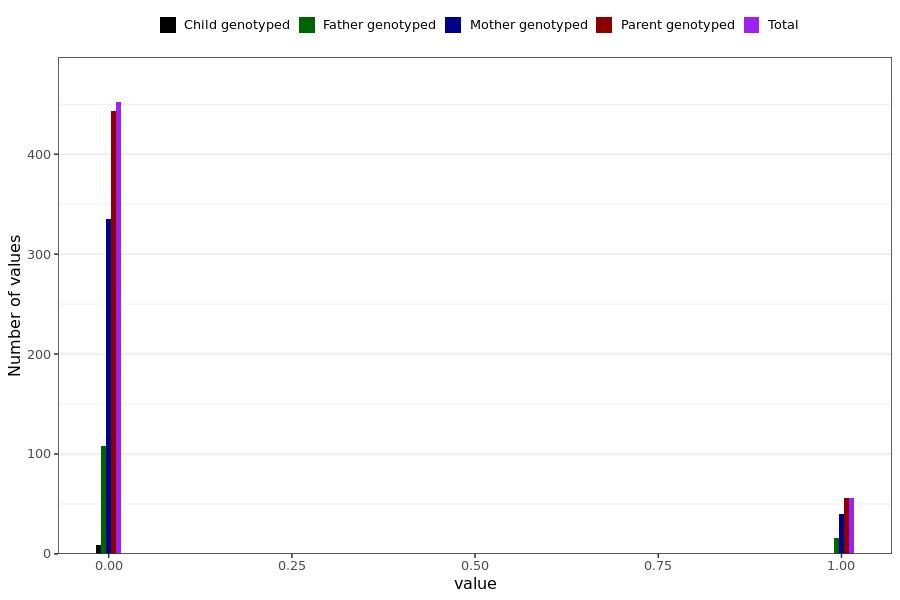 Child genotyped Father genotyped Mother genotyped Parent genotyped Total
400
300
200
100
0
Number of values
0.00 0.25 0.50 0.75 1.00
value